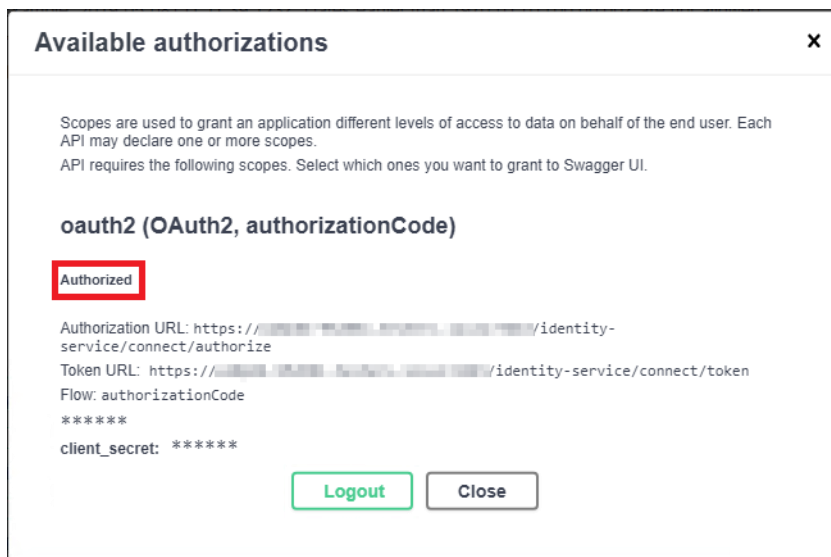 Available authorizations
Scopes are used to grant an application different levels of access to data on behalf of the end user. Each
API may declare one or more scopes.
API requires the following scopes. Select which ones you want to grant to Swagger UI.
oauth2 (OAuth2, authorizationCode)
Authorized
Authorization URL: https:// /identity-
service/connect/authorize
Token URL: https:// /identity-service/connect/token
Flow: authorizationCode
******
client_secret: ******
Logout Close